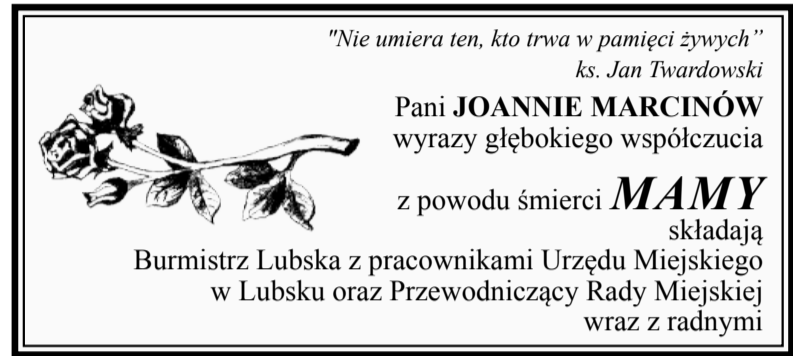 "Nie umiera ten, kto trwa w pamięci żywych”
ks. Jan Twardowski
Pani JOANNIE MARCINÓW
wyrazy głębokiego współczucia
z powodu śmierci MAMY
składają
Burmistrz Lubska z pracownikami Urzędu Miejskiego
w Lubsku oraz Przewodniczący Rady Miejskiej
wraz z radnymi